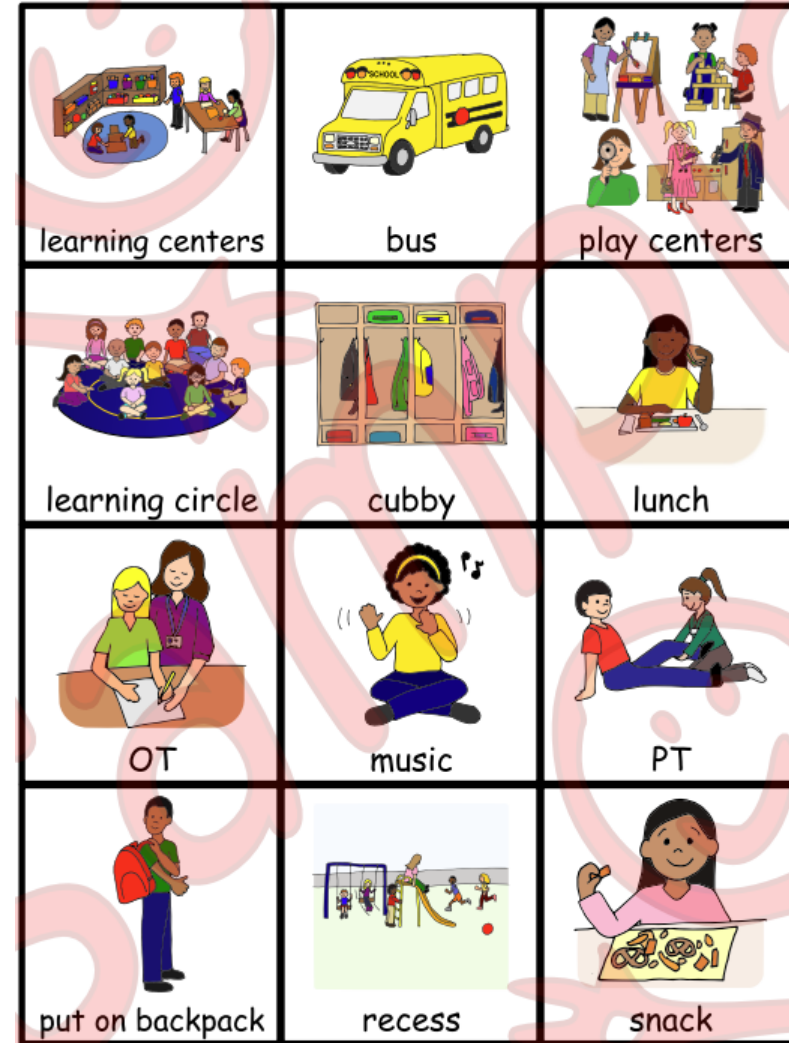 learning centers
SCHOOL
bus
play centers
learning circle
cubby
lunch
OT
music
PT
put on backpack
recess
snack